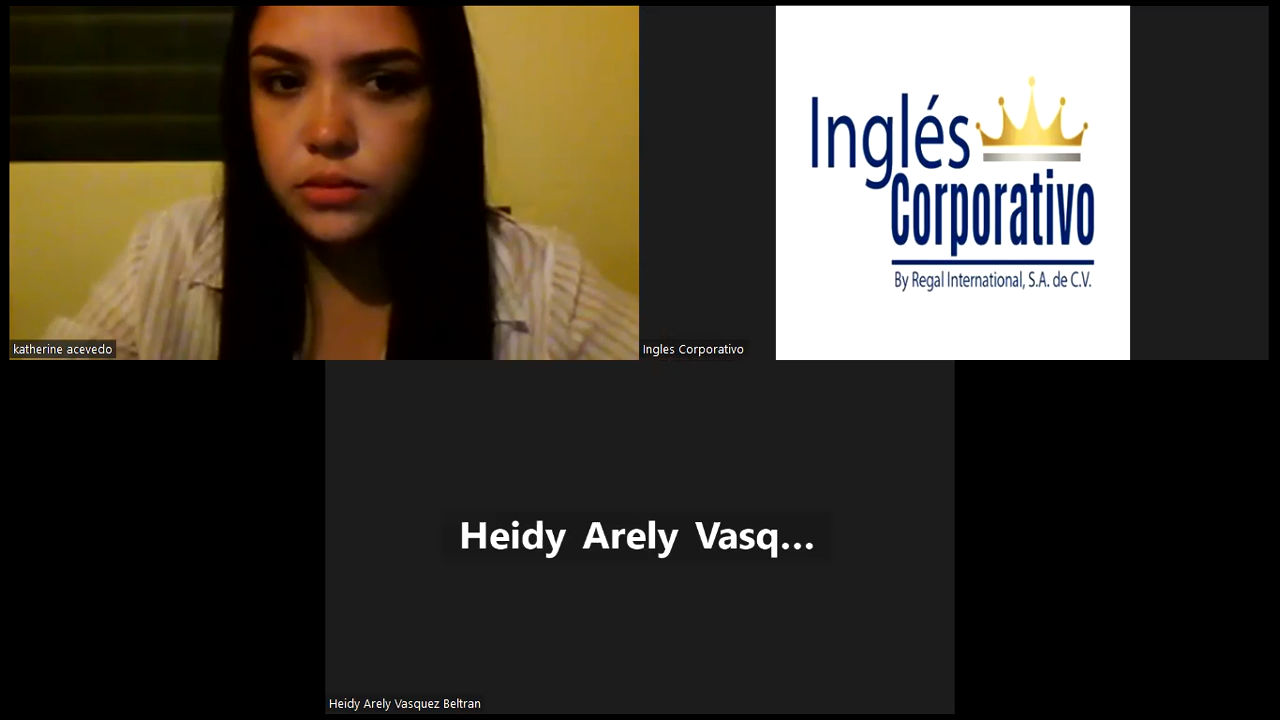 Inglés
Corporativo
By Regal International, S.A. de C.V.
katherine acevedo
Ingles Corporativo
Heidy Arely Vasq...
Heidy Arely Vasquez Beltran